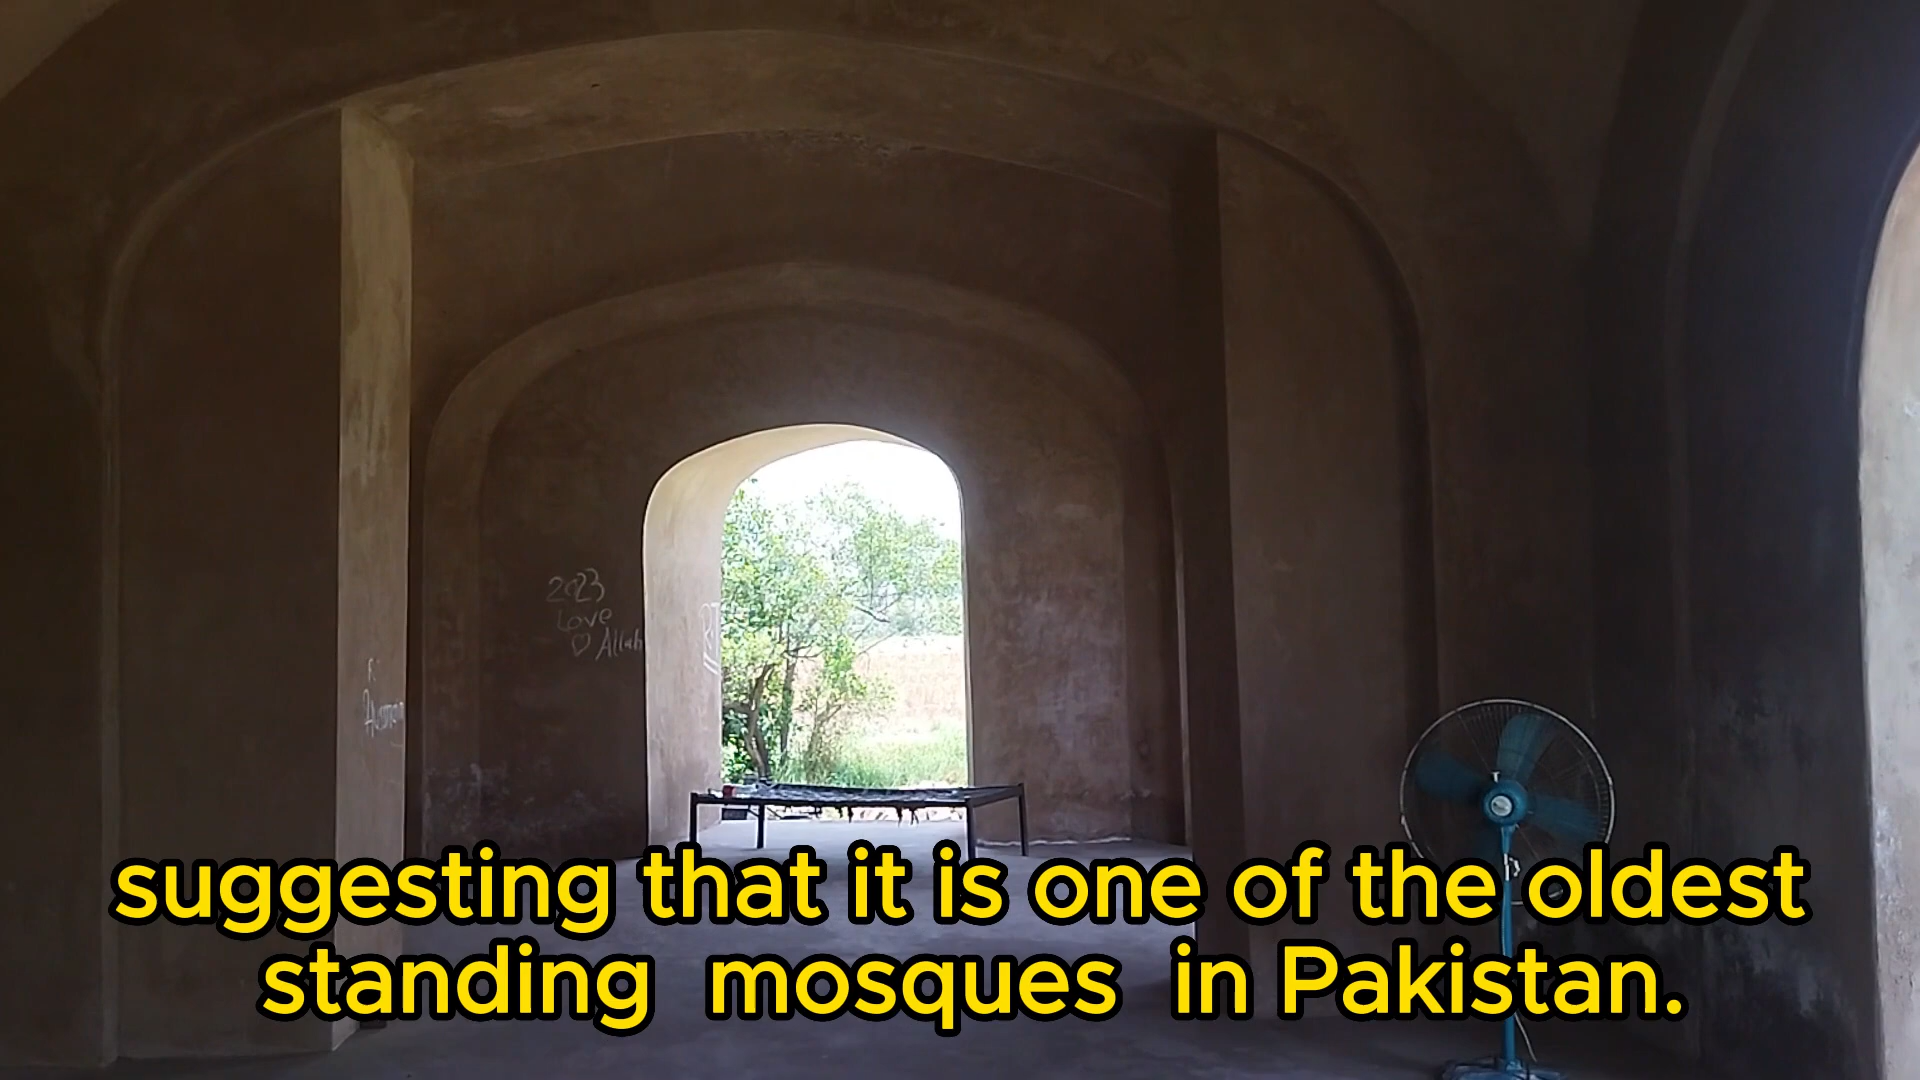 2023
Love
Allah
suggesting that it is one of the oldest
standing mosques in Pakistan.